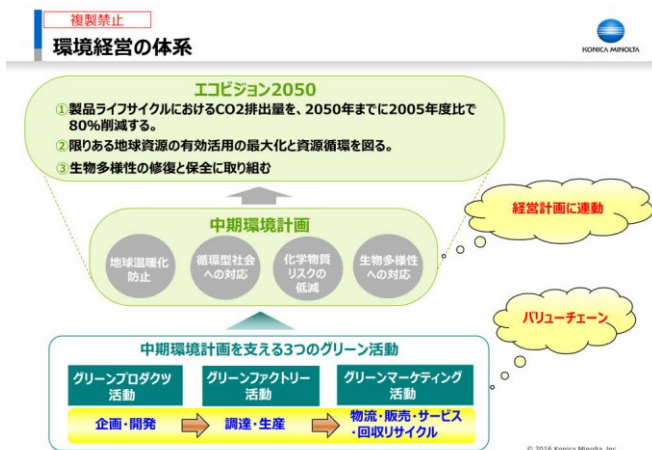 複製禁止
環境経営の体系
KONICA MINOLTA
エコビジョン2050
①製品ライフサイクルにおけるCO2排出量を、2050年までに2005年度比で
80%削減する。
②限りある地球資源の有効活用の最大化と資源循環を図る。
③生物多様性の修復と保全に取り組む
経営計画に連動
中期環境計画
地球温暖化
防止
循環型社会
への対応
化学物質
リスクの
低減
生物多様性
への対応
バリューチェーン
中期環境計画を支える3つのグリーン活動
グリーンプロダクツ
活動
グリーンファクトリー
活動
グリーンマーケティング
活動
企画・開発
調達・生産
物流・販売・サービス
・回収リサイクル
© 2016 Konica Minolta, Inc.